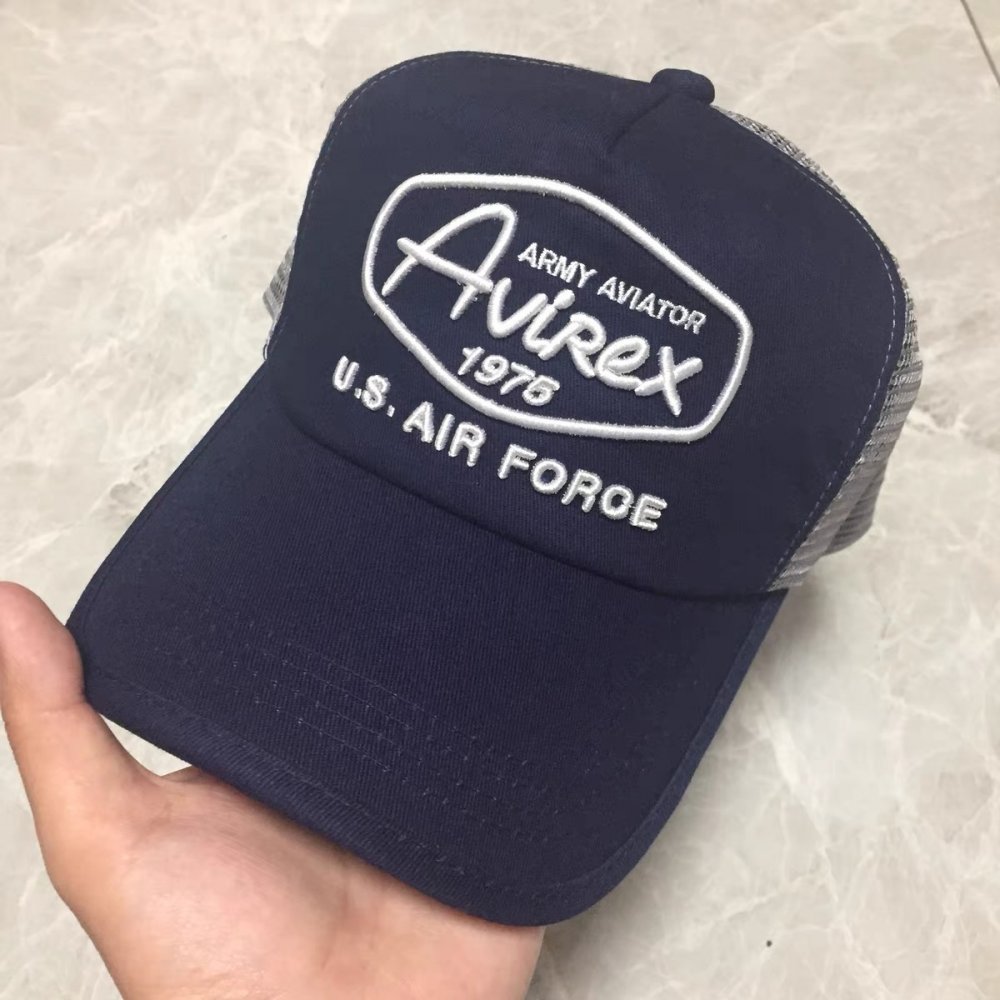 ARMY AVIATOR
AviRex
1975
U.S. AIR FORCE